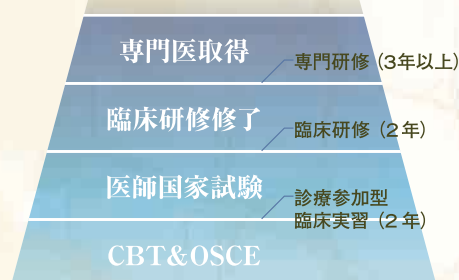 専門医取得
専門研修（3年以上）
臨床研修修了
臨床研修（2年）
医師国家試験
診療参加型
臨床実習（2年）
CBT&OSCE